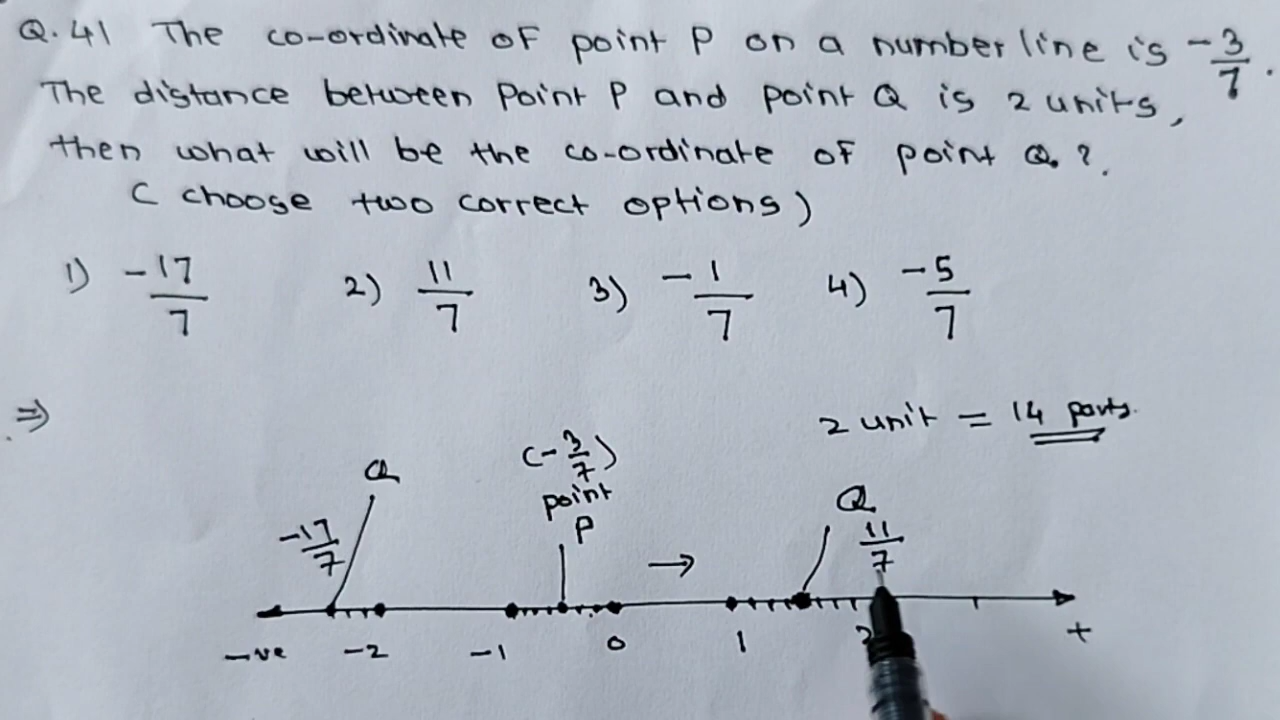 Q.41 The co-ordinate of point P on a number line is -3/7.
The distance between Point P and point Q is 2 units,
then what will be the co-ordinate of point Q.?
( choose two correct options)
1) -17/7 2) 11/7 3) -1/7 4) -5/7
⇒ 2 unit = 14 parts.
(-3/7)
Q point Q
-17/7 P → 11/7
-ve -2 -1 0 1 2 +